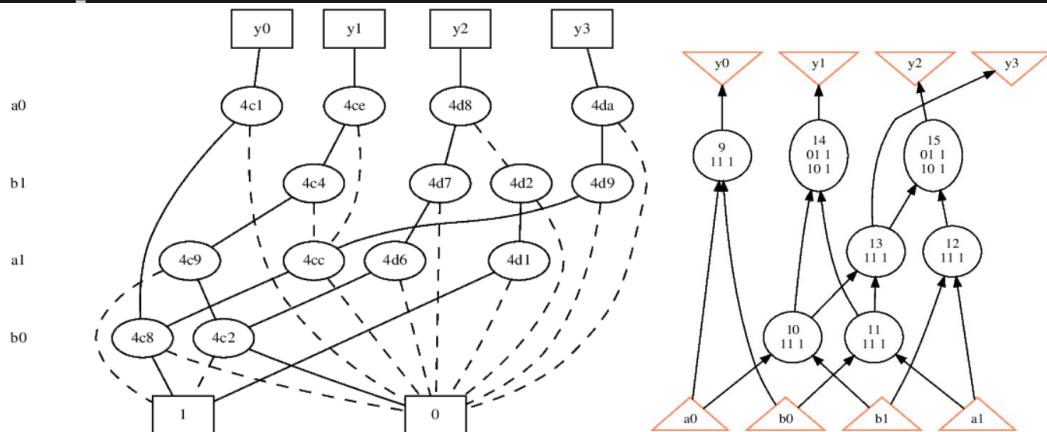 y0 y1 y2 y3
a0 4c1 4ce 4d8 4da
b1 4c4 4d7 4d2 4d9
a1 4c9 4cc 4d6 4d1
b0 4c8 4c2
1 0
y0 y1 y2 y3
9
11 1
14
01 1
10 1
15
01 1
10 1
13
11 1
12
11 1
10
11 1
11
11 1
a0 b0 b1 a1